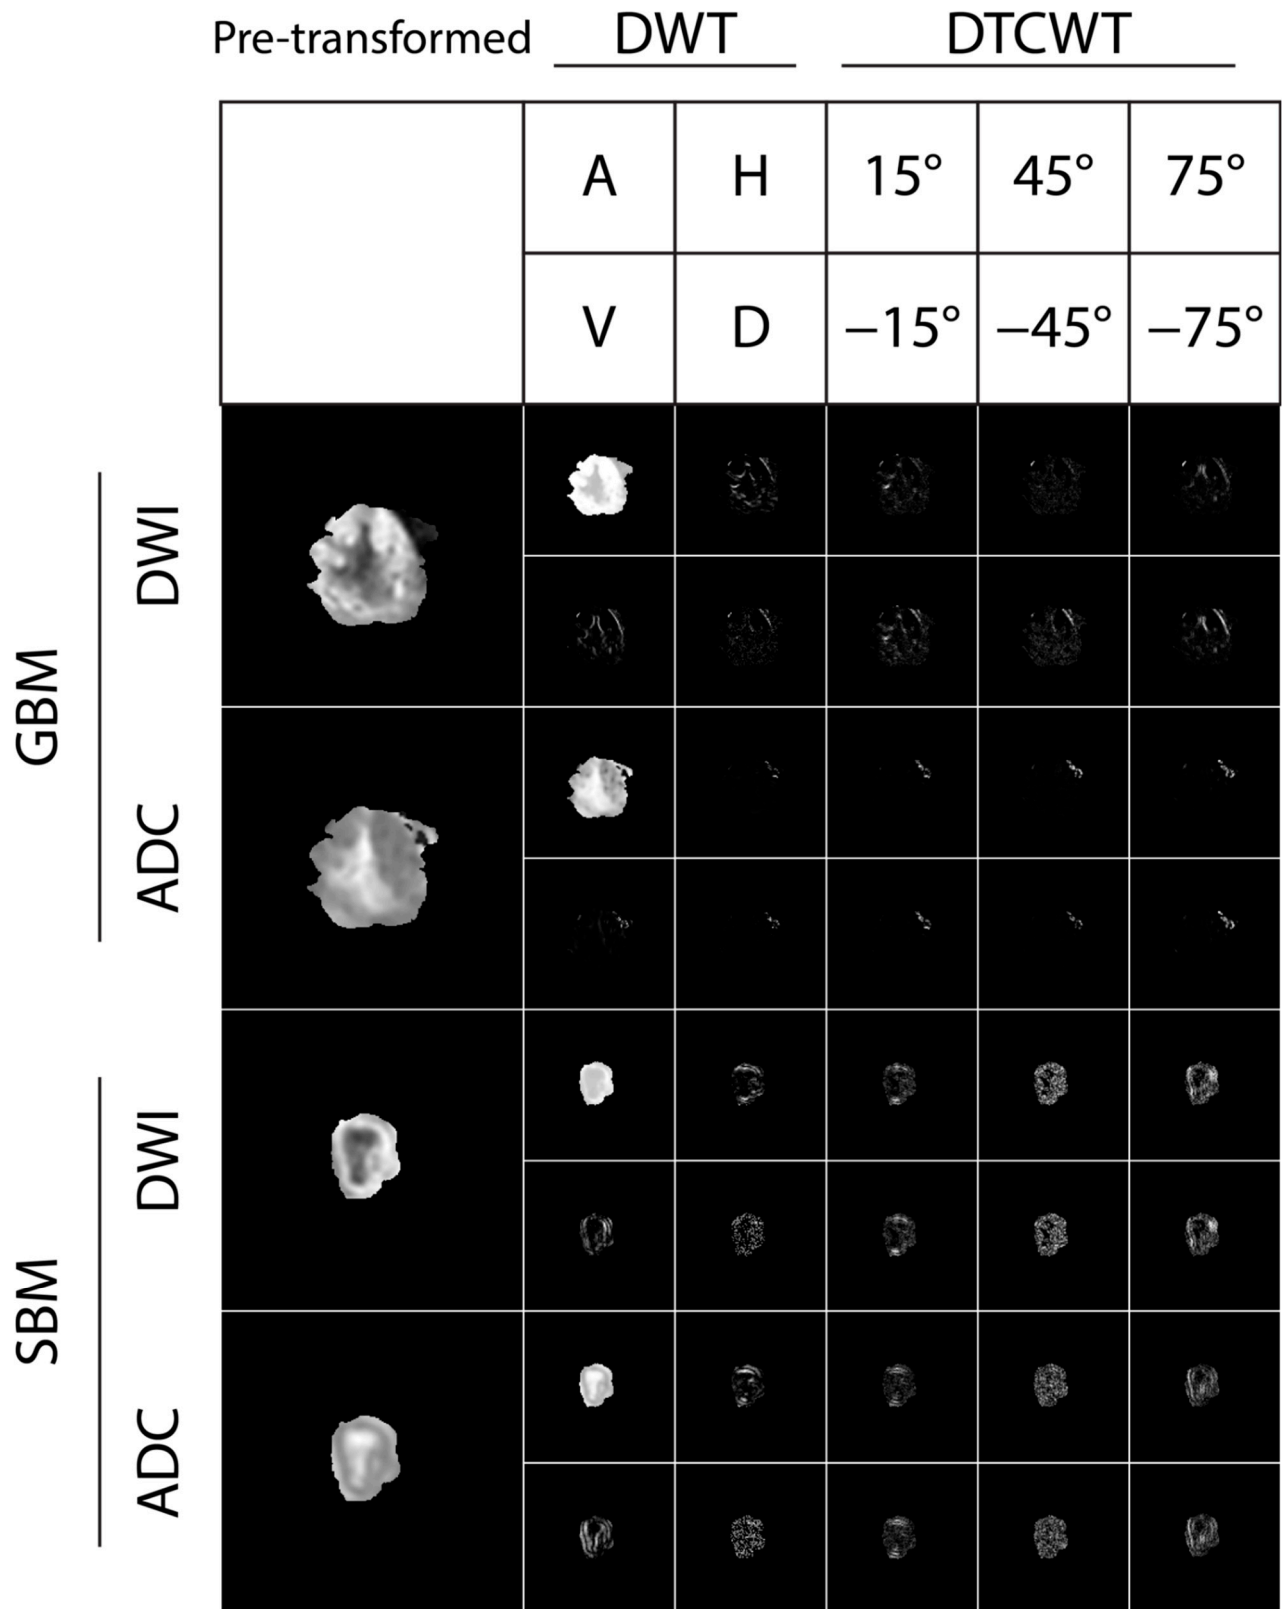 Pre-transformed DWT DTCWT
A H 15° 45° 75°
V D −15° −45° −75°
GBM
DWI
ADC
SBM
DWI
ADC